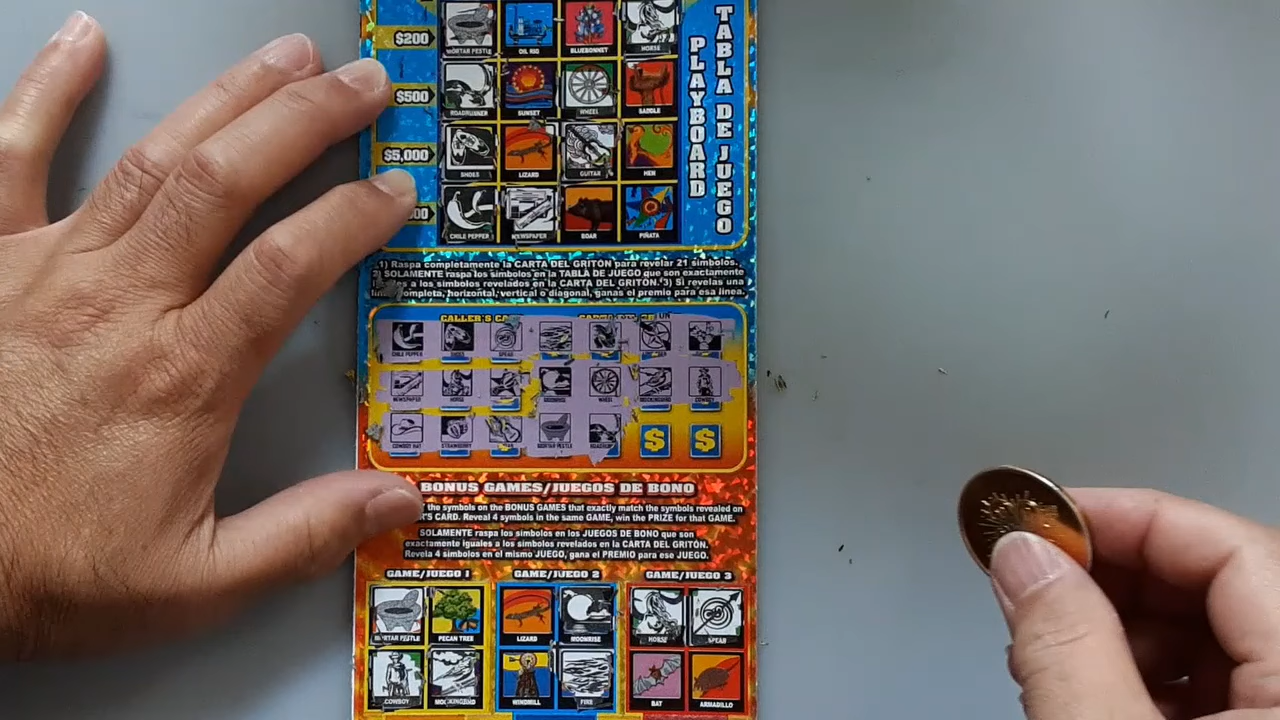 $200
MORTAR PESTLE
OIL RIG
BLUEBONNET
HORSE
$500
ROADRUNNER
SUNSET
WHEEL
SADDLE
$5,000
SHOES
LIZARD
GUITAR
HEN
CHILE PEPPER
NEWSPAPER
BOAR
PIÑATA
PLAYBOARD
TABLA DE JUEGO
1) Raspa completamente la CARTA DEL GRITÓN para revelar 21 símbolos.
2) SOLAMENTE raspa los símbolos en la TABLA DE JUEGO que son exactamente
a los símbolos revelados en la CARTA DEL GRITÓN. 3) Si revelas una
completa, horizontal, vertical o diagonal, ganas el premio para esa línea.
CALLER'S
CHILE PEPPER
SHOES
SPEAR
NEWSPAPER
HORSE
MOONRISE
WHEEL
MOCKINGBIRD
COWBOY
COWBOY HAT
STRAWBERRY
MORTAR PESTLE
$ $
BONUS GAMES/JUEGOS DE BONO
the symbols on the BONUS GAMES that exactly match the symbols revealed on
CARD. Reveal 4 symbols in the same GAME, win the PRIZE for that GAME.
SOLAMENTE raspa los símbolos en los JUEGOS DE BONO que son
exactamente iguales a los símbolos revelados en la CARTA DEL GRITÓN.
Revela 4 símbolos en el mismo JUEGO, gana el PREMIO para ese JUEGO.
GAME/JUEGO 1
GAME/JUEGO 2
GAME/JUEGO 3
MORTAR PESTLE
PECAN TREE
LIZARD
MOONRISE
HORSE
SPEAR
COWBOY
MOCKINGBIRD
WINDMILL
FIRE
BAT
ARMADILLO